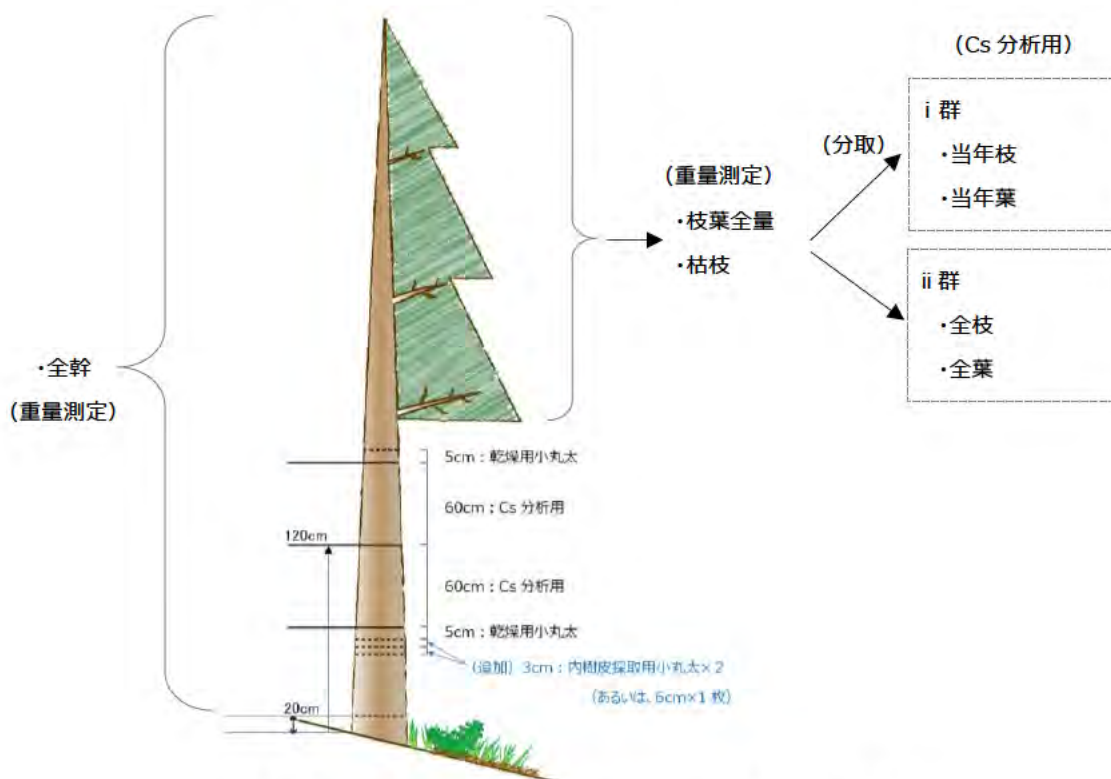 (Cs 分析用)
i 群
・当年枝
・当年葉
(分取)
(重量測定)
・枝葉全量
・枯枝
ii 群
・全枝
・全葉
・全幹
(重量測定)
5cm:乾燥用小丸太
60cm:Cs 分析用
120cm
60cm:Cs 分析用
5cm:乾燥用小丸太
(追加) 3cm:内樹皮採取用小丸太×2
(あるいは、6cm×1 枚)
20cm